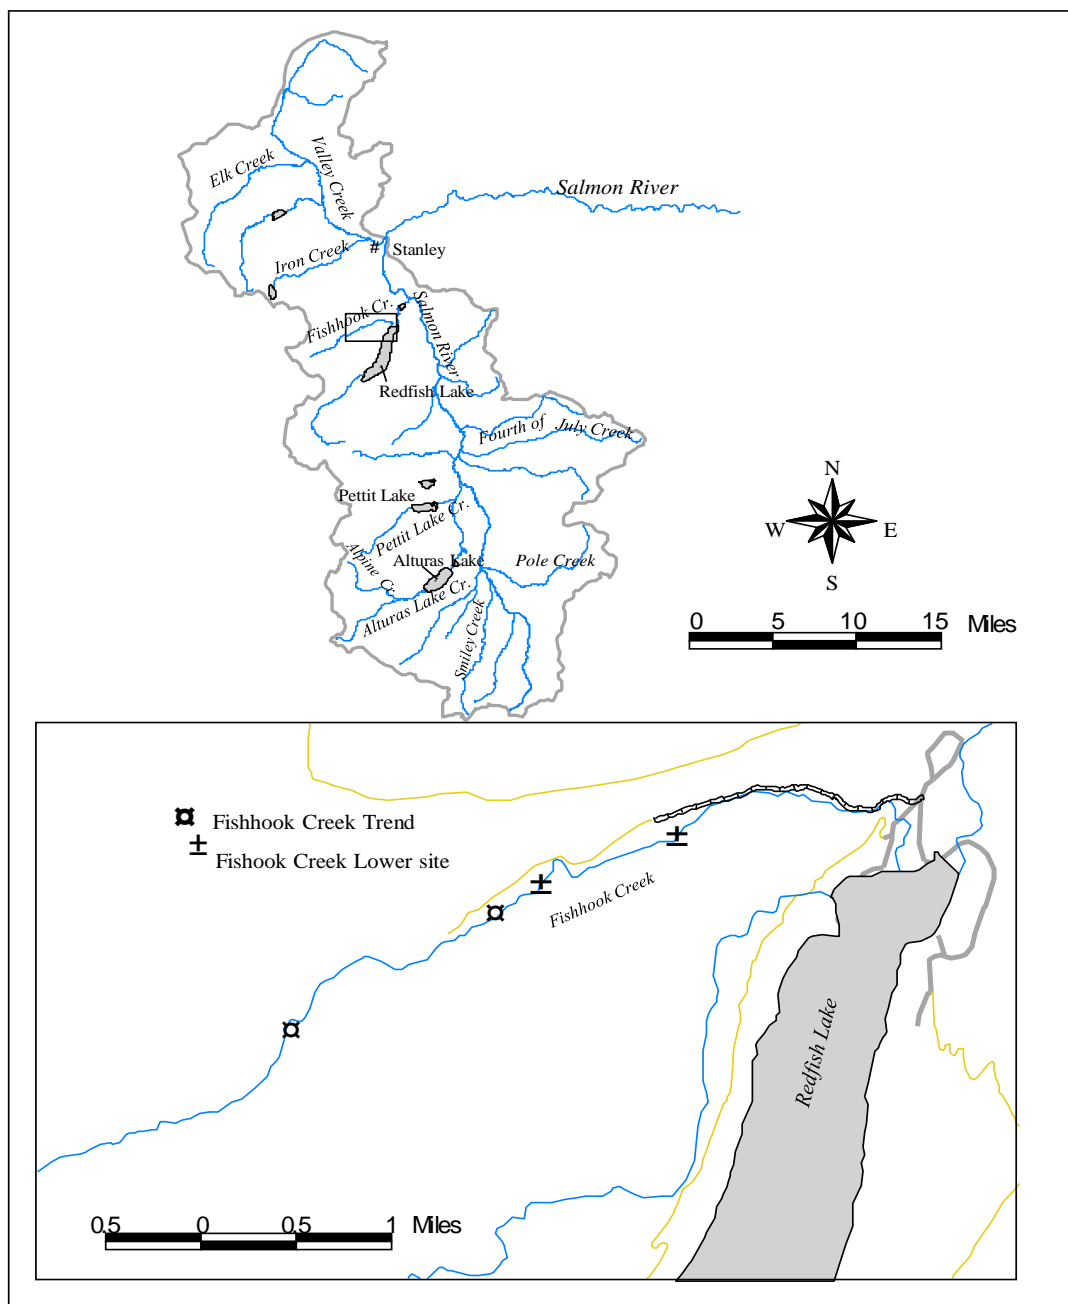 Elk Creek
Valley Creek
Salmon River
Iron Creek
# Stanley
Fishhook Cr.
Salmon River
Redfish Lake
Fourth of July Creek
Pettit Lake
Pettit Lake Cr.
Alpine Cr.
Alturas Lake
Pole Creek
Alturas Lake Cr.
Smiley Creek
N
W E
S
0 5 10 15 Miles
Fishhook Creek Trend
± Fishook Creek Lower site
±
±
Fishhook Creek
Redfish Lake
0.5 0 0.5 1 Miles